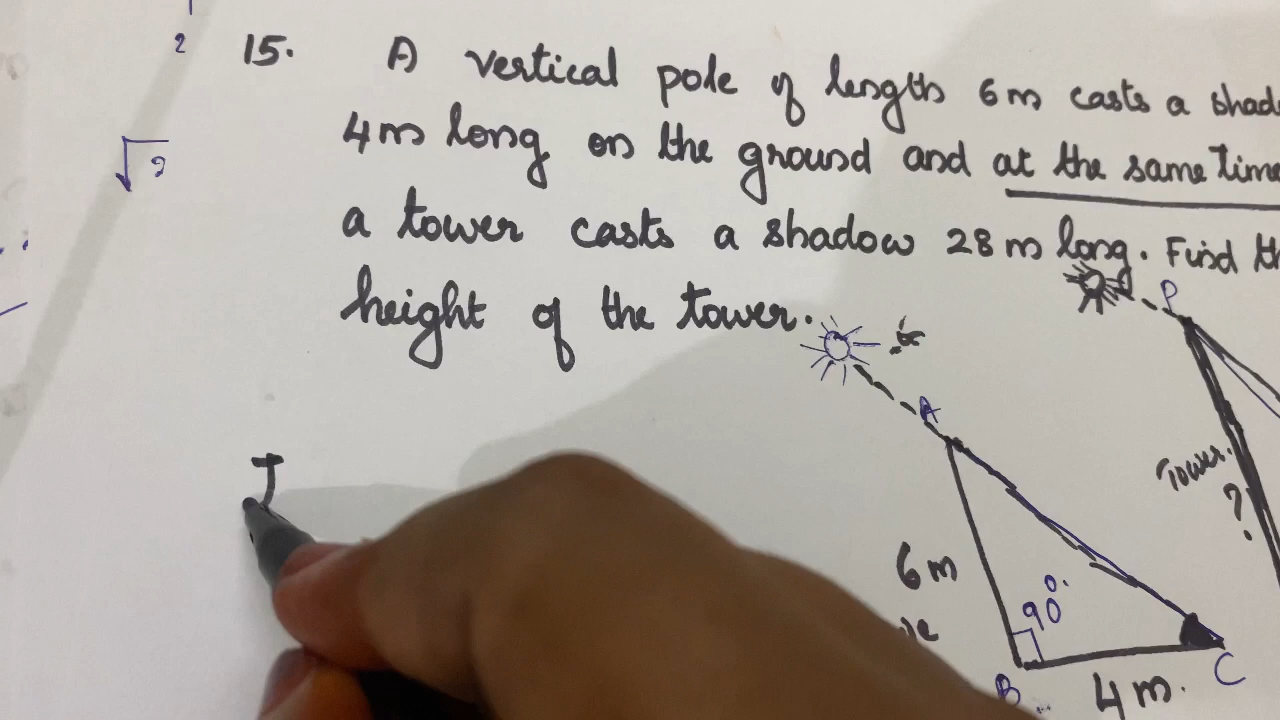 2
15. A vertical pole of length 6m casts a shad
4m long on the ground and at the same time
a tower casts a shadow 28m long. Find th
height of the tower.
P
A
Tower.
?
6m
90°
B
C
4m.